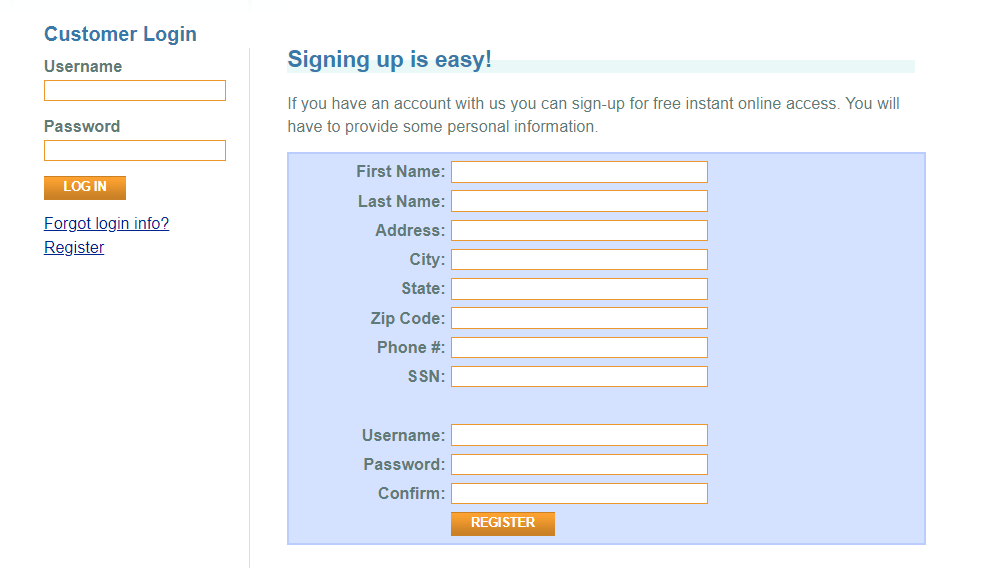 Customer Login
Username
Password
LOG IN
Forgot login info?
Register
Signing up is easy!
If you have an account with us you can sign-up for free instant online access. You will
have to provide some personal information.
First Name:
Last Name:
Address:
City:
State:
Zip Code:
Phone #:
SSN:
Username:
Password:
Confirm:
REGISTER